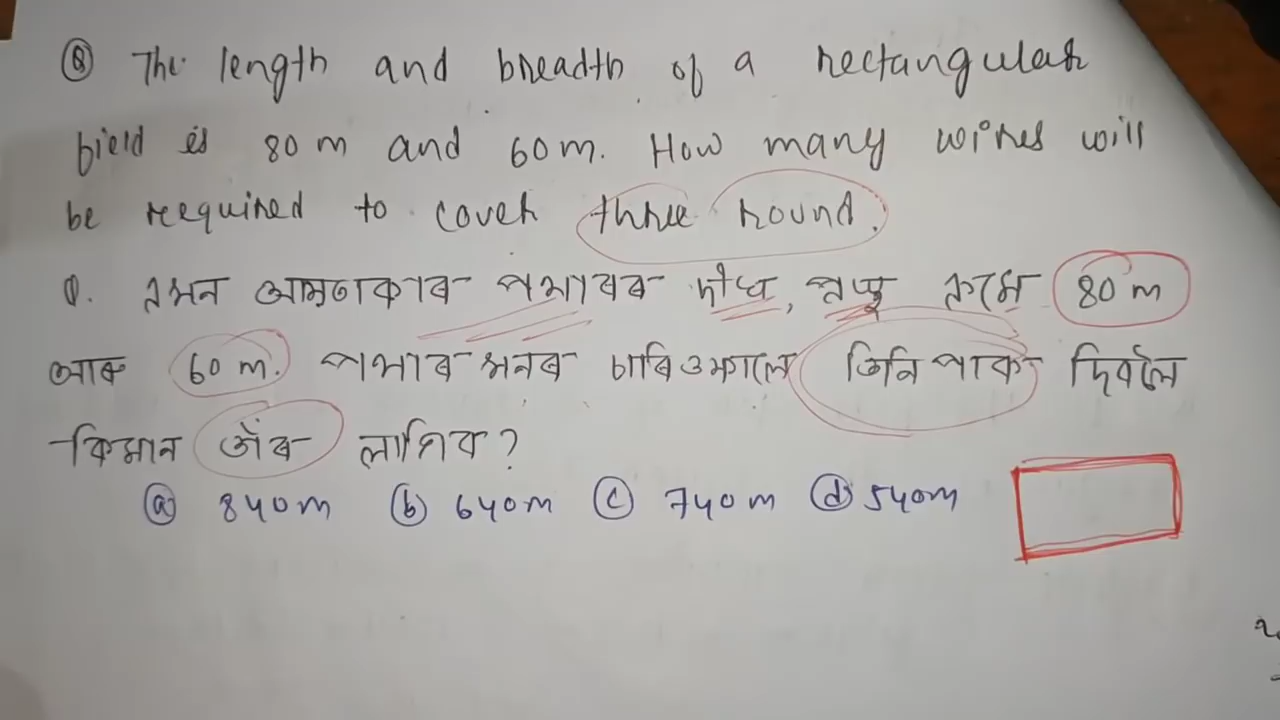 Q The length and breadth of a rectangular
field is 80 m and 60 m. How many wires will
be required to cover three round.
Q. এখন আয়তাকাৰ পথাৰৰ দীঘ, প্ৰস্থ ক্ৰমে 80 m
আৰু 60 m. পথাৰ খনৰ চাৰিওফালে তিনি পাক দিবলৈ
কিমান তাঁৰ লাগিব?
(a) 840m (b) 640m (c) 740m (d) 540m